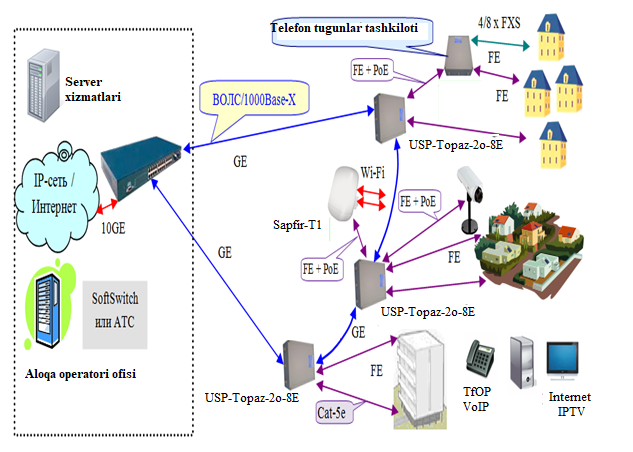 Telefon tugunlar tashkiloti
4/8 x FXS
FE
FE + PoE
FE
Server
xizmatlari
ВОЛС/1000Base-X
USP-Topaz-2o-8E
GE
IP-сеть /
Интернет
10GE
Wi-Fi
FE + PoE
Sapfir-T1
GE
FE + PoE
FE
SoftSwitch
или АТС
USP-Topaz-2o-8E
GE
Aloqa operatori ofisi
FE
USP-Topaz-2o-8E
Cat-5e
TfOP
VoIP
Internet
IPTV